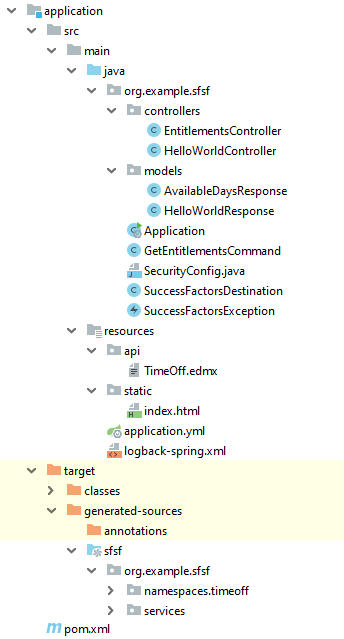 application
src
main
java
org.example.sfsf
controllers
EntitlementsController
HelloWorldController
models
AvailableDaysResponse
HelloWorldResponse
Application
GetEntitlementsCommand
SecurityConfig.java
SuccessFactorsDestination
SuccessFactorsException
resources
api
TimeOff.edmx
static
index.html
application.yml
logback-spring.xml
target
classes
generated-sources
annotations
sfsf
org.example.sfsf
namespaces.timeoff
services
pom.xml